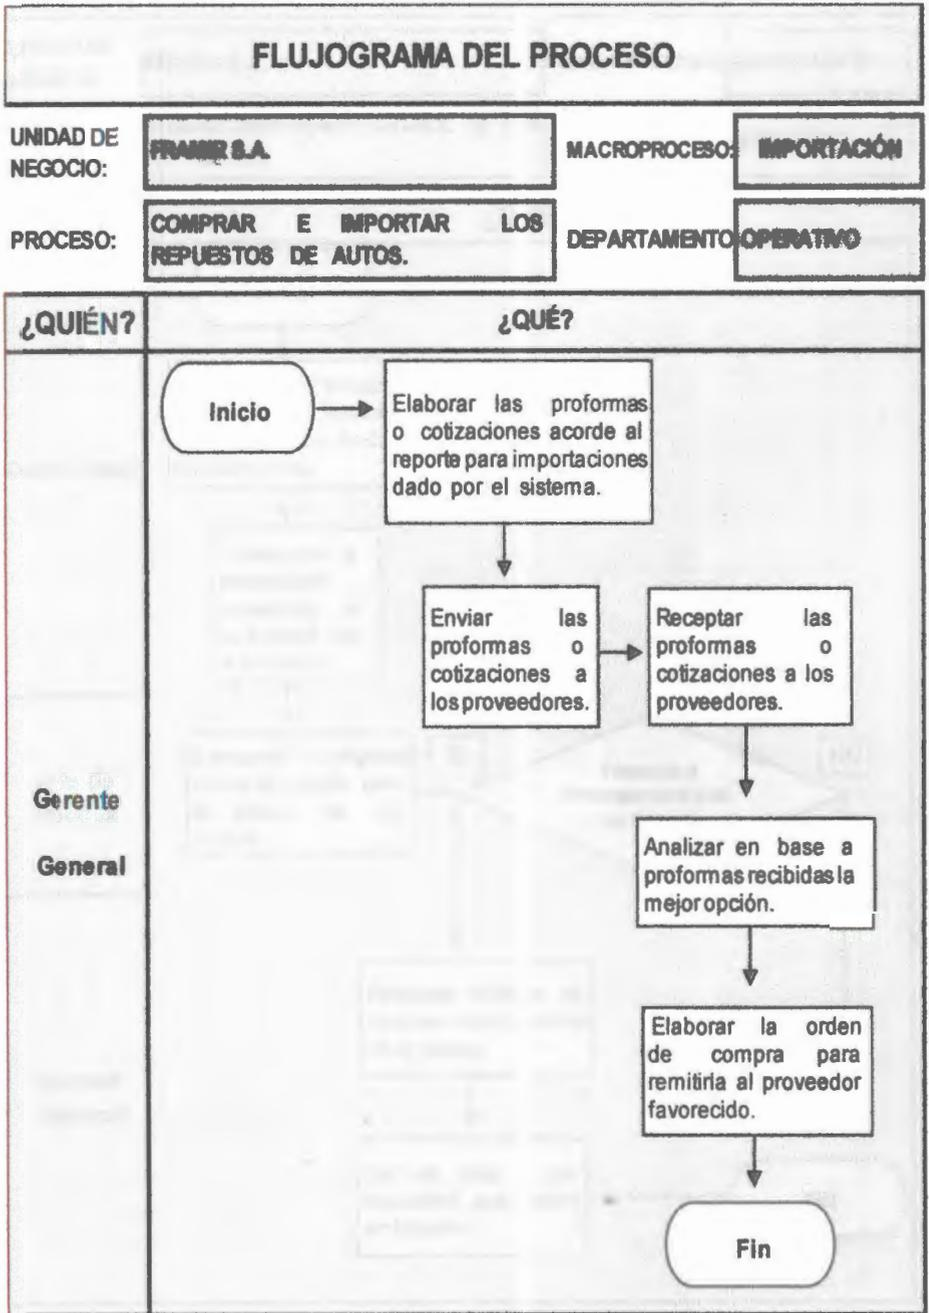 FLUJOGRAMA DEL PROCESO
UNIDAD DE
NEGOCIO:
FRAMIR S.A.
MACROPROCESO:
IMPORTACIÓN
PROCESO:
COMPRAR E IMPORTAR LOS
REPUESTOS DE AUTOS.
DEPARTAMENTO
OPERATIVO
¿QUIÉN?
¿QUÉ?
Inicio
Elaborar las proformas
o cotizaciones acorde al
reporte para importaciones
dado por el sistema.
Enviar las
proformas o
cotizaciones a
los proveedores.
Receptar las
proformas o
cotizaciones a los
proveedores.
Gerente
General
Analizar en base a
proformas recibidas la
mejor opción.
Elaborar la orden
de compra para
remitirla al proveedor
favorecido.
Fin